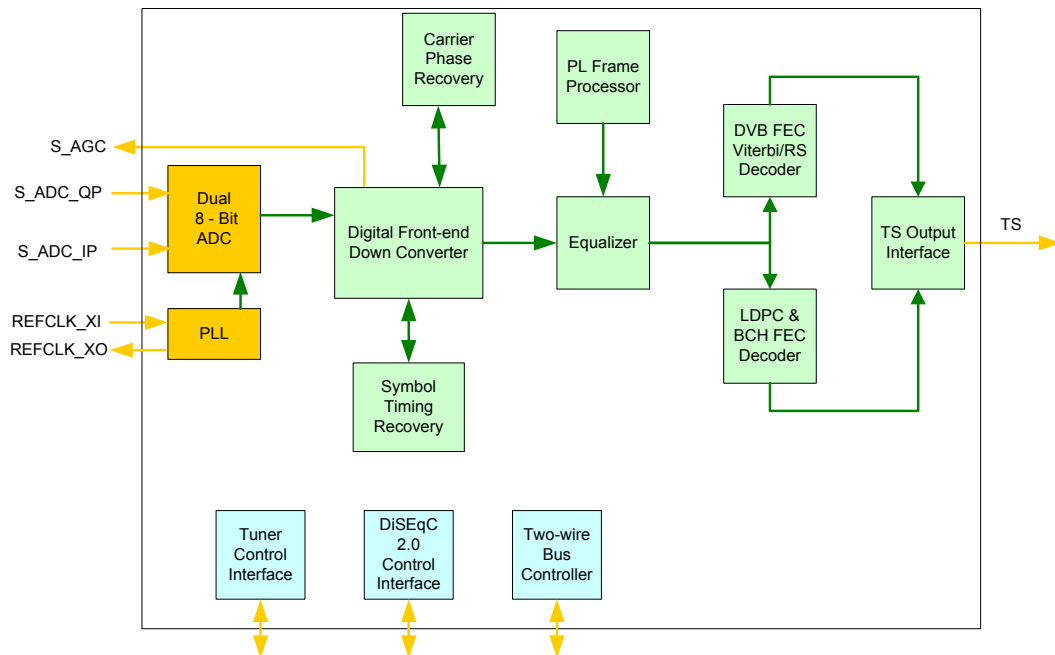 Carrier
Phase
Recovery
PL Frame
Processor
DVB FEC
Viterbi/RS
Decoder
S_AGC
S_ADC_QP
S_ADC_IP
Dual
8 - Bit
ADC
Digital Front-end
Down Converter
Equalizer
TS Output
Interface
TS
REFCLK_XI
REFCLK_XO
PLL
LDPC &
BCH FEC
Decoder
Symbol
Timing
Recovery
Tuner
Control
Interface
DiSEqC
2.0
Control
Interface
Two-wire
Bus
Controller